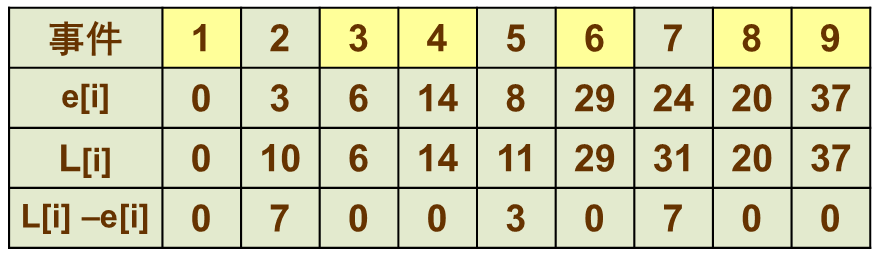 事件 1 2 3 4 5 6 7 8 9
e[i] 0 3 6 14 8 29 24 20 37
L[i] 0 10 6 14 11 29 31 20 37
L[i] –e[i] 0 7 0 0 3 0 7 0 0